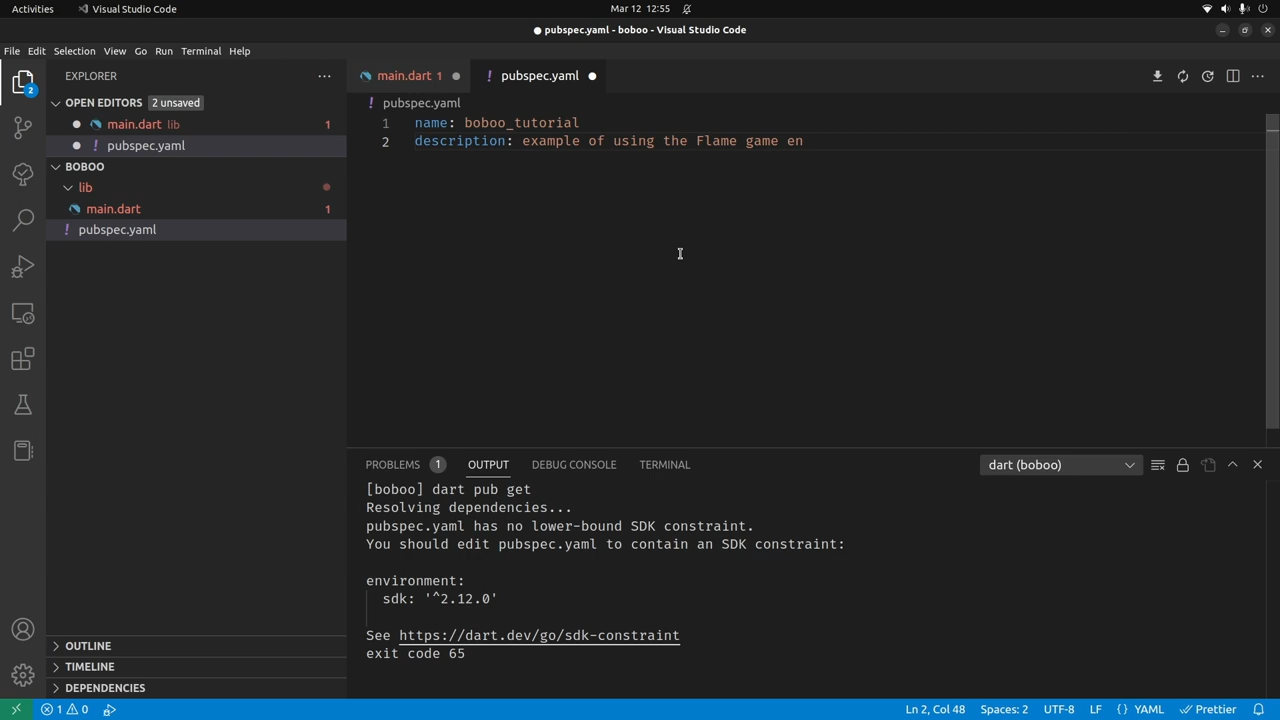 Activities
Visual Studio Code
Mar 12 12:55
pubspec.yaml - boboo - Visual Studio Code
File Edit Selection View Go Run Terminal Help
EXPLORER
main.dart 1
pubspec.yaml
OPEN EDITORS 2 unsaved
pubspec.yaml
main.dart lib 1
1 name: boboo_tutorial
pubspec.yaml
2 description: example of using the Flame game en
BOBOO
lib
main.dart 1
pubspec.yaml
2
PROBLEMS 1 OUTPUT DEBUG CONSOLE TERMINAL
dart (boboo)
[boboo] dart pub get
Resolving dependencies...
pubspec.yaml has no lower-bound SDK constraint.
You should edit pubspec.yaml to contain an SDK constraint:
environment:
sdk: '^2.12.0'
See https://dart.dev/go/sdk-constraint
exit code 65
OUTLINE
TIMELINE
DEPENDENCIES
1 0
Ln 2, Col 48 Spaces: 2 UTF-8 LF {} YAML Prettier